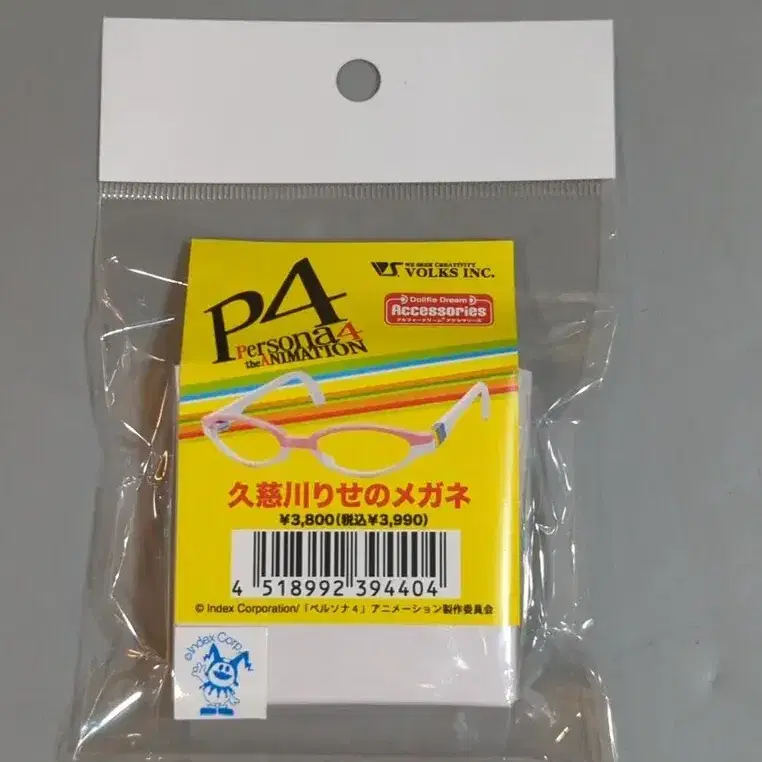 P4
Persona4
the ANIMATION
WE SEEK CREATIVITY
VOLKS INC.
Dollfie Dream
Accessories
久慈川りせのメガネ
¥3,800(税込¥3,990)
4 518992 394404
© Index Corporation/「ペルソナ4」アニメーション製作委員会
©Index Corp.